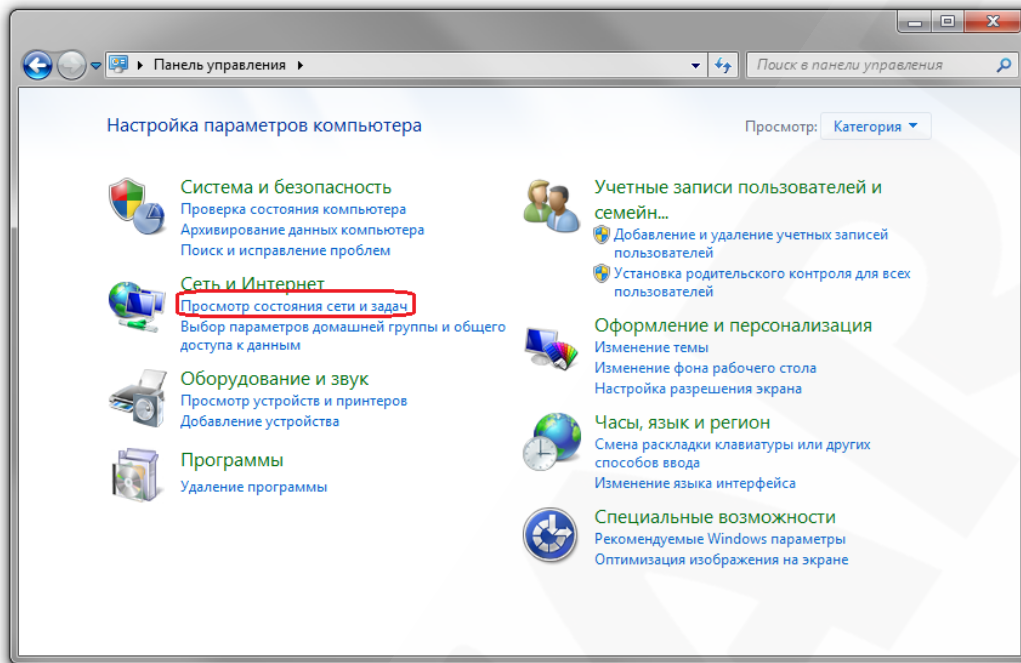 Панель управления
Поиск в панели управления
Настройка параметров компьютера
Просмотр: Категория
Система и безопасность
Проверка состояния компьютера
Архивирование данных компьютера
Поиск и исправление проблем
Сеть и Интернет
Просмотр состояния сети и задач
Выбор параметров домашней группы и общего
доступа к данным
Оборудование и звук
Просмотр устройств и принтеров
Добавление устройства
Программы
Удаление программы
Учетные записи пользователей и
семейн...
Добавление и удаление учетных записей
пользователей
Установка родительского контроля для всех
пользователей
Оформление и персонализация
Изменение темы
Изменение фона рабочего стола
Настройка разрешения экрана
Часы, язык и регион
Смена раскладки клавиатуры или других
способов ввода
Изменение языка интерфейса
Специальные возможности
Рекомендуемые Windows параметры
Оптимизация изображения на экране